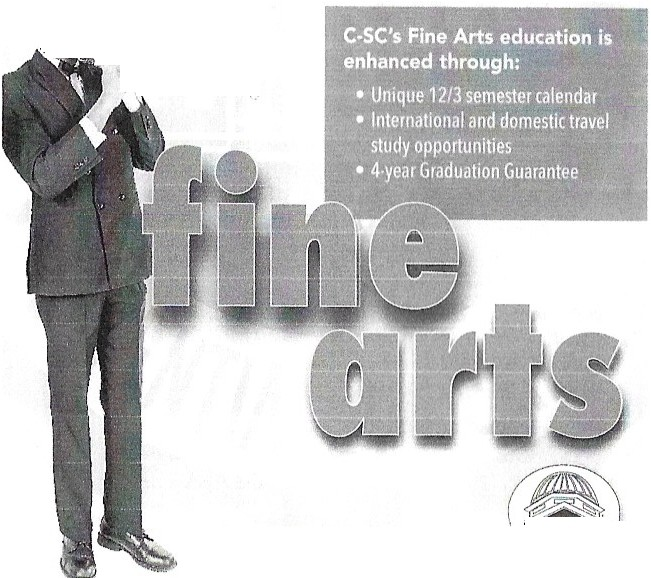 C-SC's Fine Arts education is
enhanced through:
• Unique 12/3 semester calendar
• International and domestic travel
study opportunities
• 4-year Graduation Guarantee
fine
arts